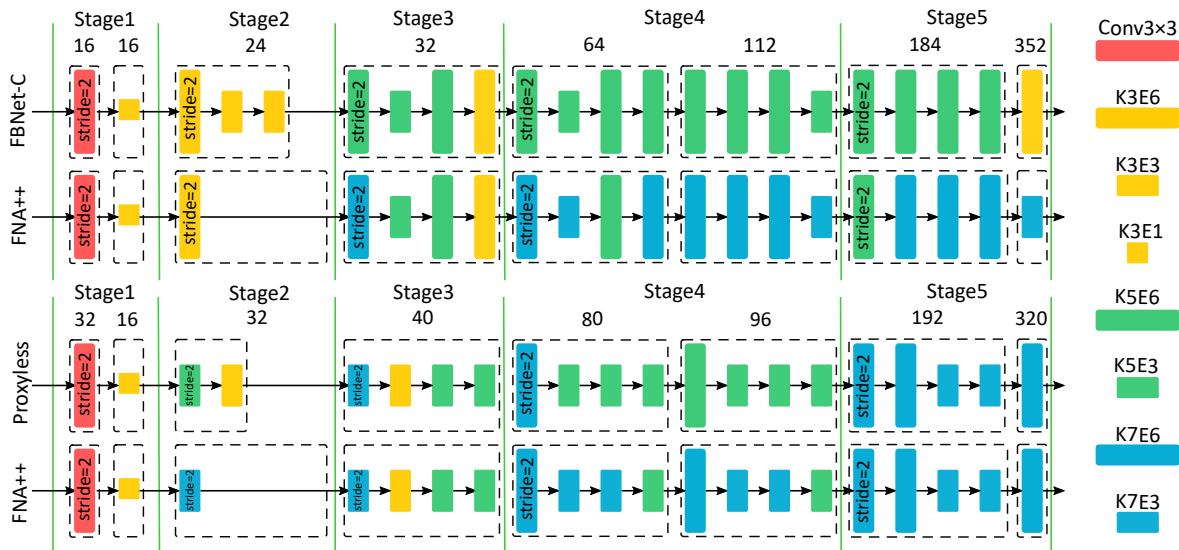 Stage1 Stage2 Stage3 Stage4 Stage5
16 16 24 32 64 112 184 352
FBNet-C
stride=2 stride=2 stride=2 stride=2 stride=2
FNA++
stride=2 stride=2 stride=2 stride=2 stride=2
Stage1 Stage2 Stage3 Stage4 Stage5
32 16 32 40 80 96 192 320
Proxyless
stride=2 stride=2 stride=2 stride=2 stride=2
FNA++
stride=2 stride=2 stride=2 stride=2 stride=2
Conv3×3
K3E6
K3E3
K3E1
K5E6
K5E3
K7E6
K7E3